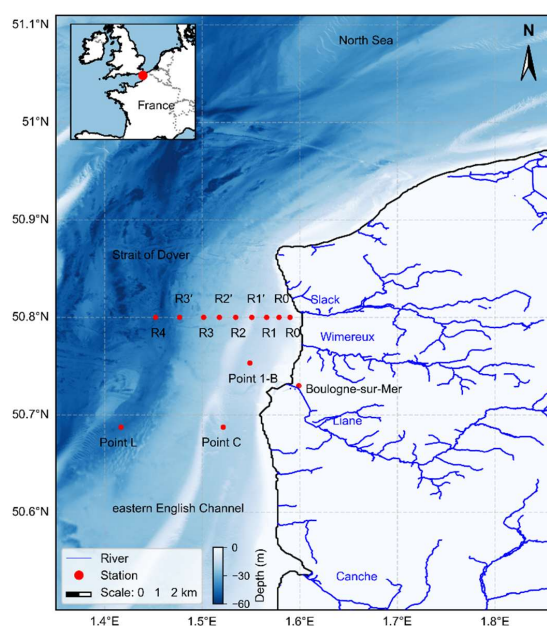 51.1°N
North Sea
N
France
51°N
50.9°N
Strait of Dover
R3' R2' R1' R0'
Slack
50.8°N
R4 R3 R2 R1 R0
Wimereux
Point 1-B
Boulogne-sur-Mer
50.7°N
Liane
Point L
Point C
50.6°N
eastern English Channel
River
Station
Scale: 0 1 2 km
0
-30
-60
Depth (m)
Canche
1.4°E 1.5°E 1.6°E 1.7°E 1.8°E